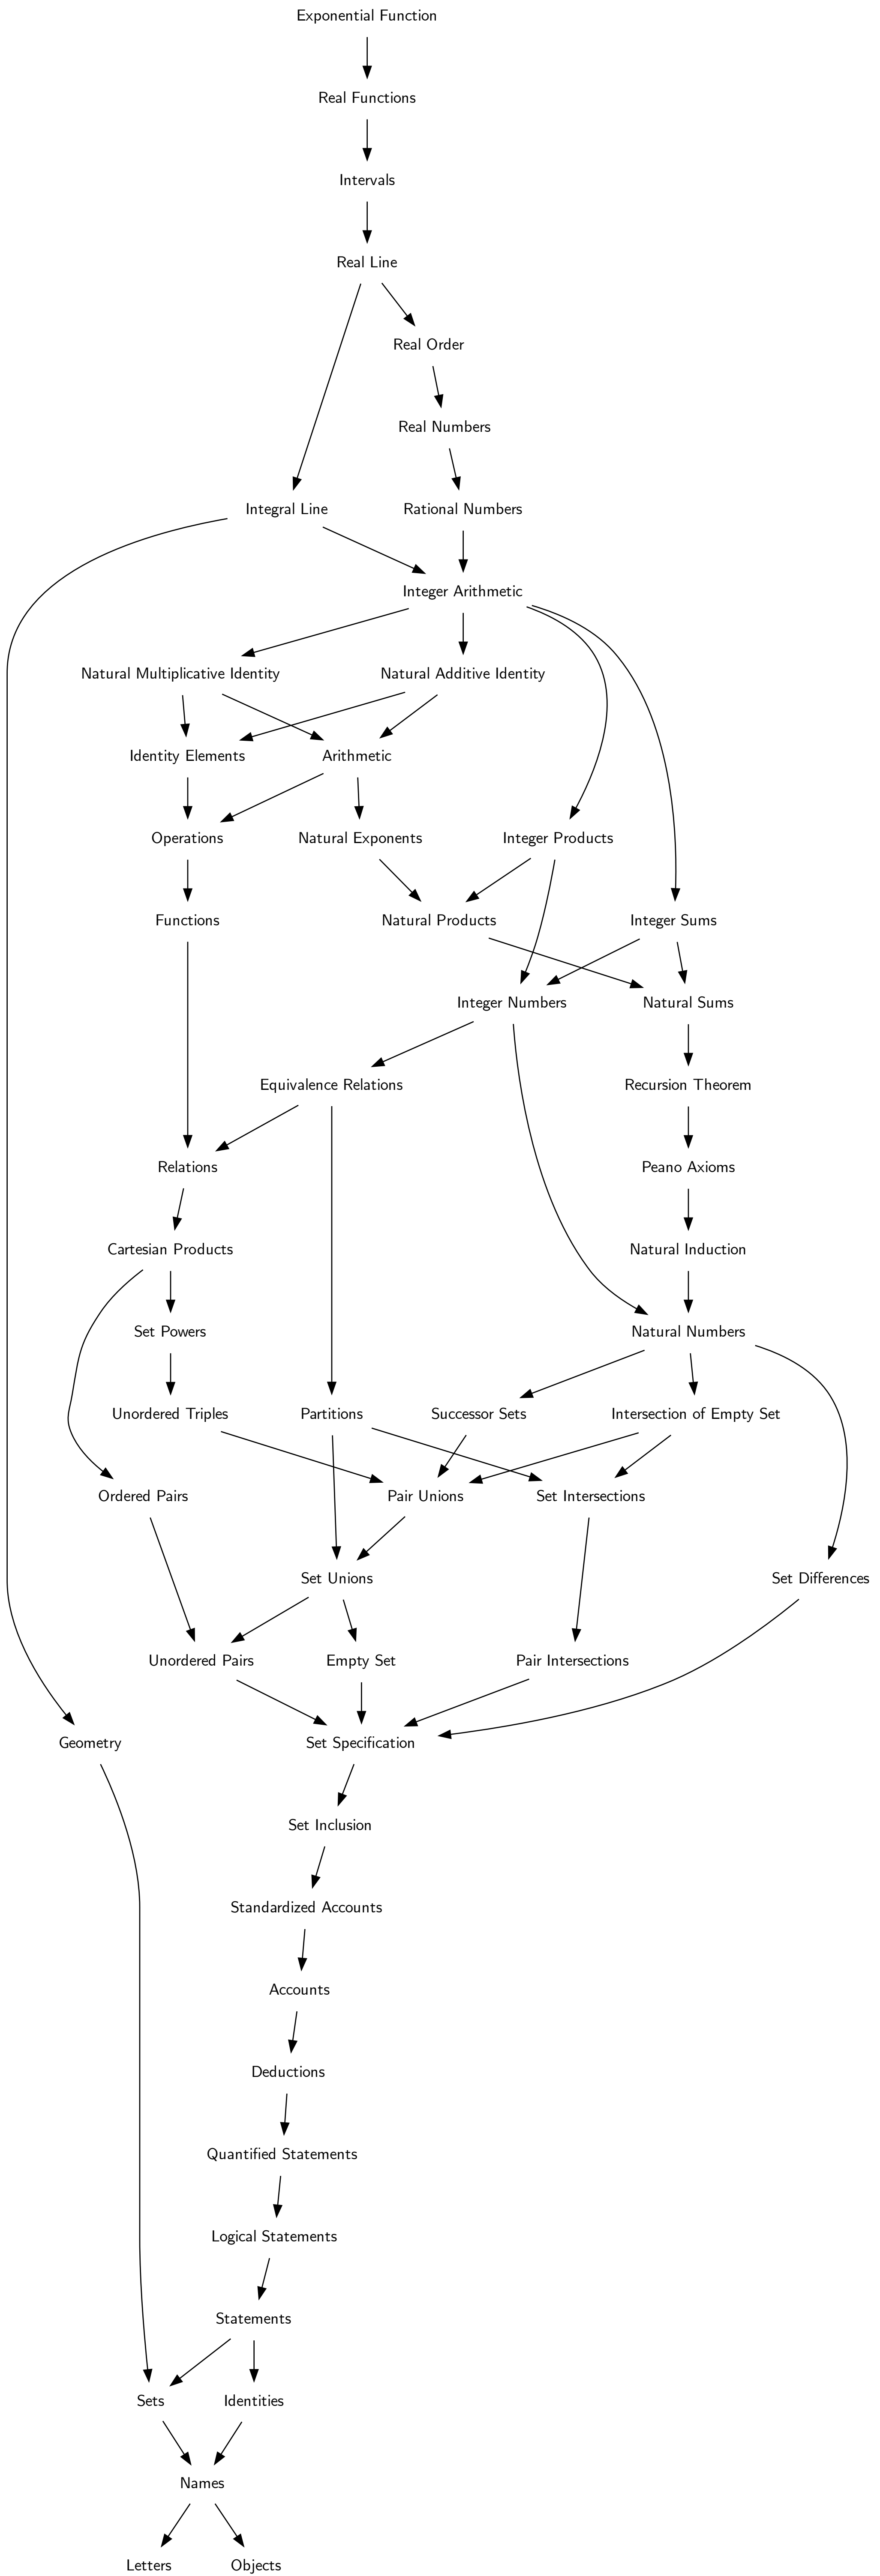 Exponential Function
Real Functions
Intervals
Real Line
Real Order
Real Numbers
Integral Line
Rational Numbers
Integer Arithmetic
Natural Multiplicative Identity
Natural Additive Identity
Identity Elements
Arithmetic
Operations
Natural Exponents
Integer Products
Functions
Natural Products
Integer Sums
Integer Numbers
Natural Sums
Equivalence Relations
Recursion Theorem
Relations
Peano Axioms
Cartesian Products
Natural Induction
Set Powers
Natural Numbers
Unordered Triples
Partitions
Successor Sets
Intersection of Empty Set
Ordered Pairs
Pair Unions
Set Intersections
Set Unions
Set Differences
Unordered Pairs
Empty Set
Pair Intersections
Geometry
Set Specification
Set Inclusion
Standardized Accounts
Accounts
Deductions
Quantified Statements
Logical Statements
Statements
Sets
Identities
Names
Letters
Objects